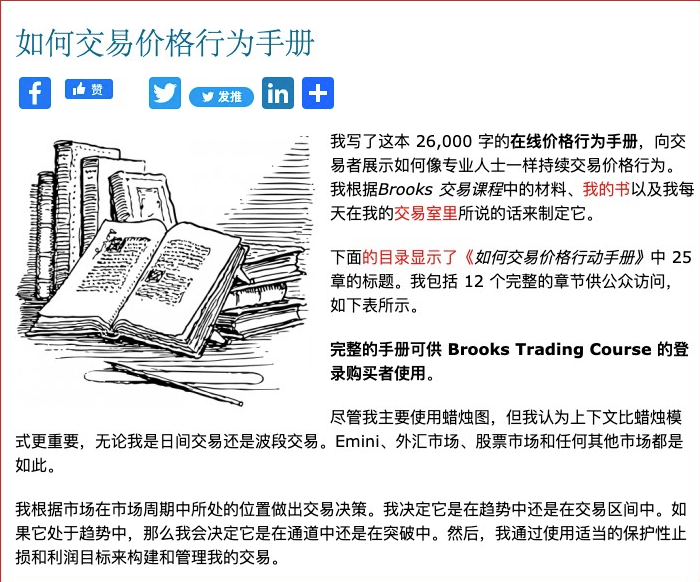 如何交易价格行为手册
赞
发推
我写了这本 26,000 字的在线价格行为手册，向交
易者展示如何像专业人士一样持续交易价格行为。
我根据Brooks 交易课程中的材料、我的书以及我每
天在我的交易室里所说的话来制定它。
下面的目录显示了《如何交易价格行动手册》中 25
章的标题。我包括 12 个完整的章节供公众访问，
如下表所示。
完整的手册可供 Brooks Trading Course 的登
录购买者使用。
尽管我主要使用蜡烛图，但我认为上下文比蜡烛模
式更重要，无论我是日间交易还是波段交易。Emini、外汇市场、股票市场和任何其他市场都是
如此。
我根据市场在市场周期中所处的位置做出交易决策。我决定它是在趋势中还是在交易区间中。如
果它处于趋势中，那么我会决定它是在通道中还是在突破中。然后，我通过使用适当的保护性止
损和利润目标来构建和管理我的交易。